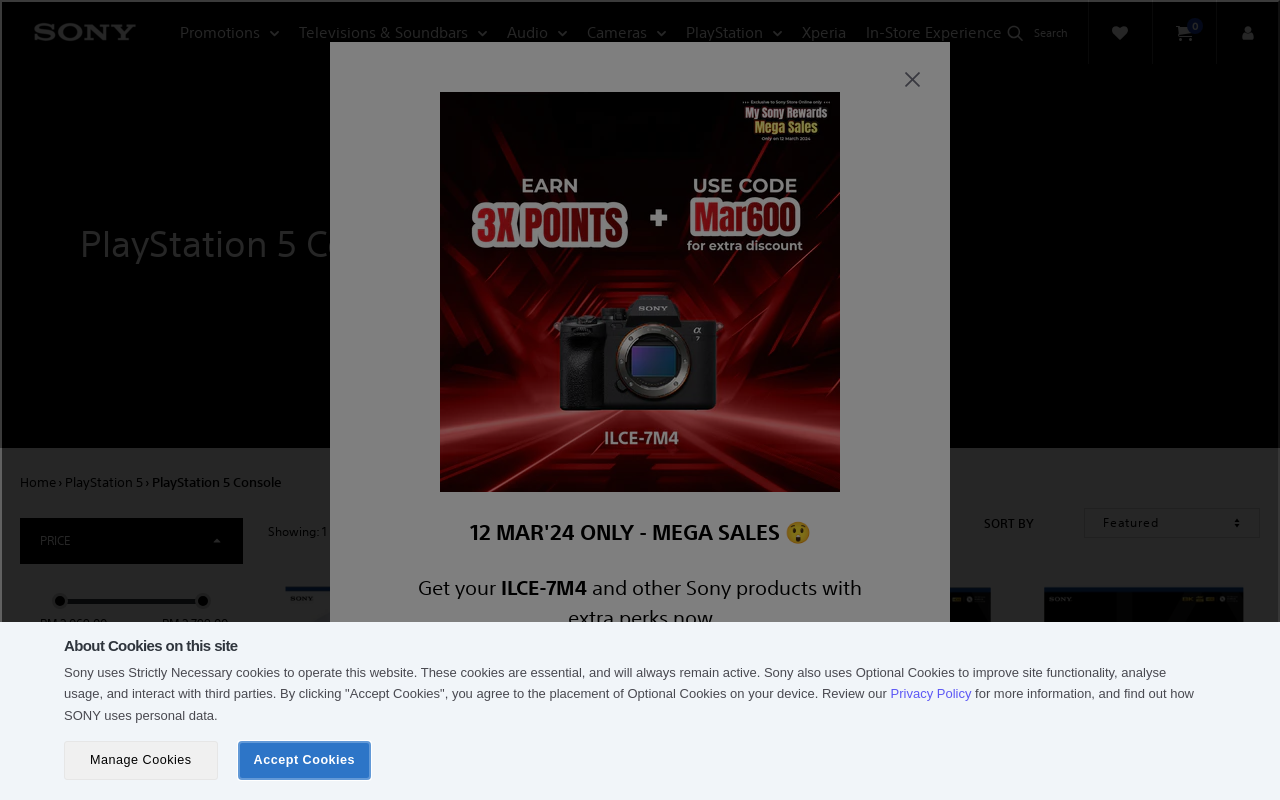 SONY
Promotions
Televisions & Soundbars
Audio
Cameras
PlayStation
Xperia
In-Store Experience
Search
0
PlayStation 5 Co
••• Exclusive to Sony Store Online only •••
My Sony Rewards
Mega Sales
Only on 12 March 2024
EARN
3X POINTS
+
USE CODE
Mar600
for extra discount
SONY
α
7
ILCE-7M4
Home › PlayStation 5 › PlayStation 5 Console
PRICE
Showing: 1
SORT BY
Featured
12 MAR'24 ONLY - MEGA SALES 😲
Get your ILCE-7M4 and other Sony products with
extra perks now
SONY
SONY
About Cookies on this site
Sony uses Strictly Necessary cookies to operate this website. These cookies are essential, and will always remain active. Sony also uses Optional Cookies to improve site functionality, analyse
usage, and interact with third parties. By clicking "Accept Cookies", you agree to the placement of Optional Cookies on your device. Review our Privacy Policy for more information, and find out how
SONY uses personal data.
Manage Cookies
Accept Cookies